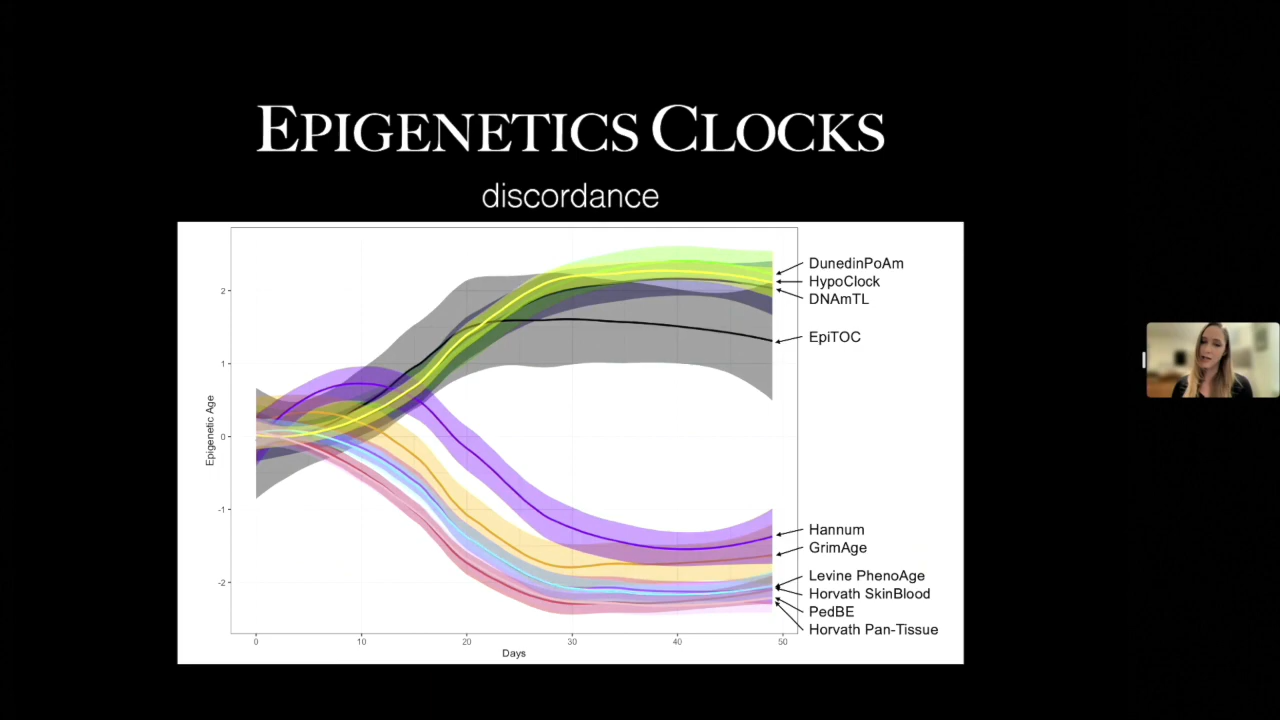 EPIGENETICS CLOCKS
discordance
Epigenetic Age
2
1
0
-1
-2
0 10 20 30 40 50
Days
DunedinPoAm
HypoClock
DNAmTL
EpiTOC
Hannum
GrimAge
Levine PhenoAge
Horvath SkinBlood
PedBE
Horvath Pan-Tissue